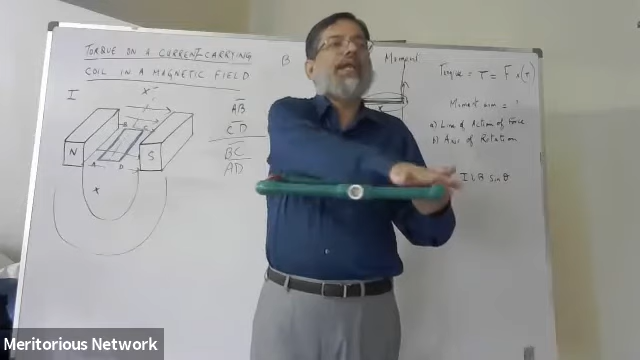 TORQUE ON A CURRENT CARRYING
COIL IN A MAGNETIC FIELD
I
N
S
A
D
X
AB
CD
BC
AD
B
Moment
Torque = τ = F x (r)
Moment arm =
a) Line of Action of Force
b) Axis of Rotation
B sin θ
Meritorious Network